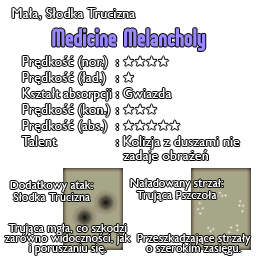 Mała, Słodka Trucizna
Medicine Melancholy
Prędkość (nor.) : ☆☆☆☆
Prędkość (ład.) : ☆
Kształt absorpcji : Gwiazda
Prędkość (kon.) : ☆☆☆
Prędkość (abs.) : ☆☆☆☆☆
Talent : Kolizja z duszami nie
zadaje obrażeń
Dodatkowy atak:
Słodka Trucizna
Trująca mgła, co szkodzi
zarówno widoczności, jak
i poruszaniu się.
Naładowany strzał:
Trująca Pszczoła
Przeszkadzające strzały
o szerokim zasięgu.